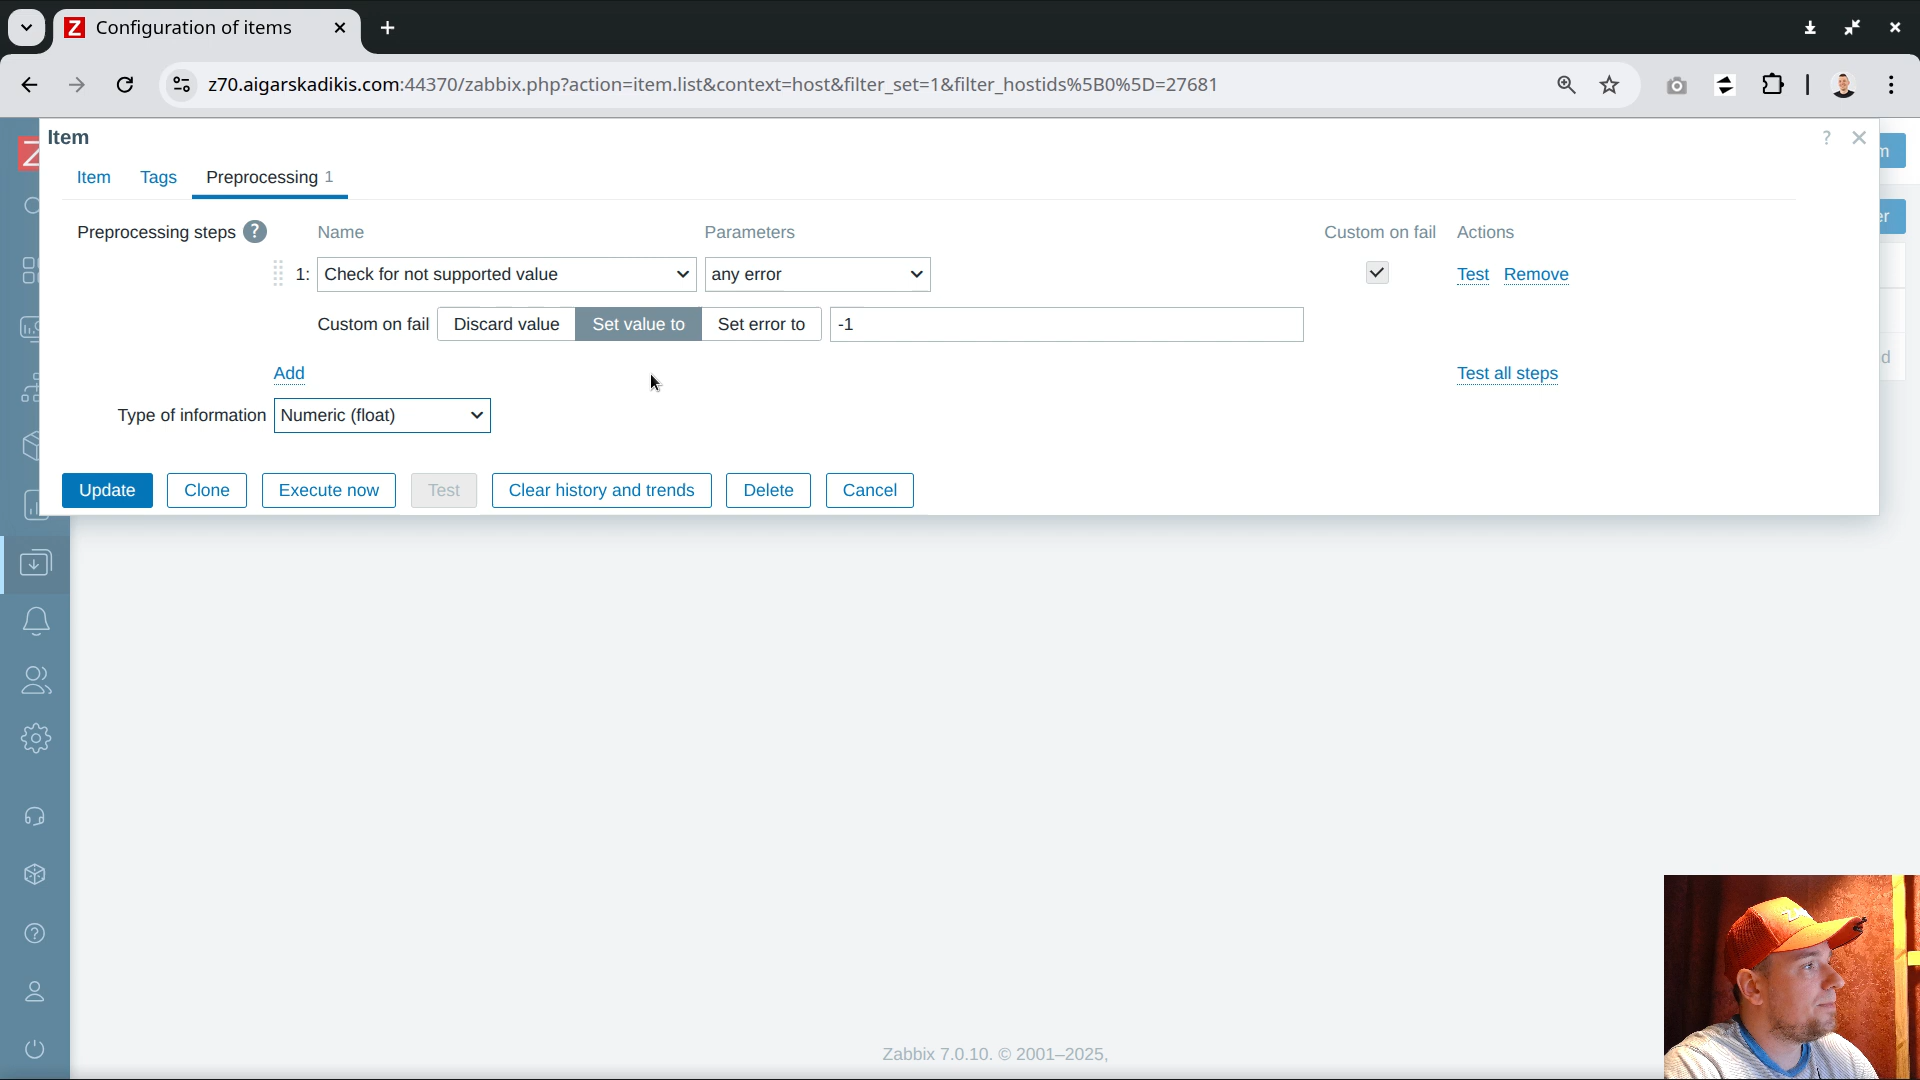 Z Configuration of items
z70.aigarskadikis.com:44370/zabbix.php?action=item.list&context=host&filter_set=1&filter_hostids%5B0%5D=27681
Item
?
Item Tags Preprocessing 1
Preprocessing steps ? Name Parameters Custom on fail Actions
1: Check for not supported value any error Test Remove
Custom on fail Discard value Set value to Set error to -1
Add Test all steps
Type of information Numeric (float)
Update Clone Execute now Test Clear history and trends Delete Cancel
Zabbix 7.0.10. © 2001–2025,